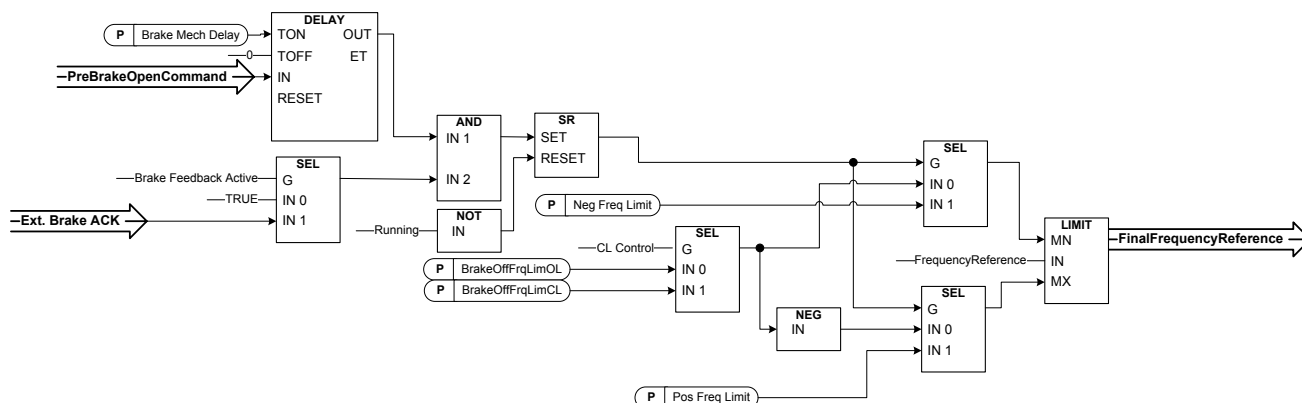 DELAY
P Brake Mech Delay
TON OUT
0 TOFF ET
PreBrakeOpenCommand IN
RESET
AND
IN 1
IN 2
SR
SET
RESET
SEL
Brake Feedback Active G
TRUE IN 0
Ext. Brake ACK IN 1
NOT
Running IN
P Neg Freq Limit
SEL
G
IN 0
IN 1
SEL
CL Control G
P BrakeOffFrqLimOL IN 0
P BrakeOffFrqLimCL IN 1
LIMIT
MN FinalFrequencyReference
FrequencyReference IN
MX
NEG
IN
SEL
G
IN 0
IN 1
P Pos Freq Limit